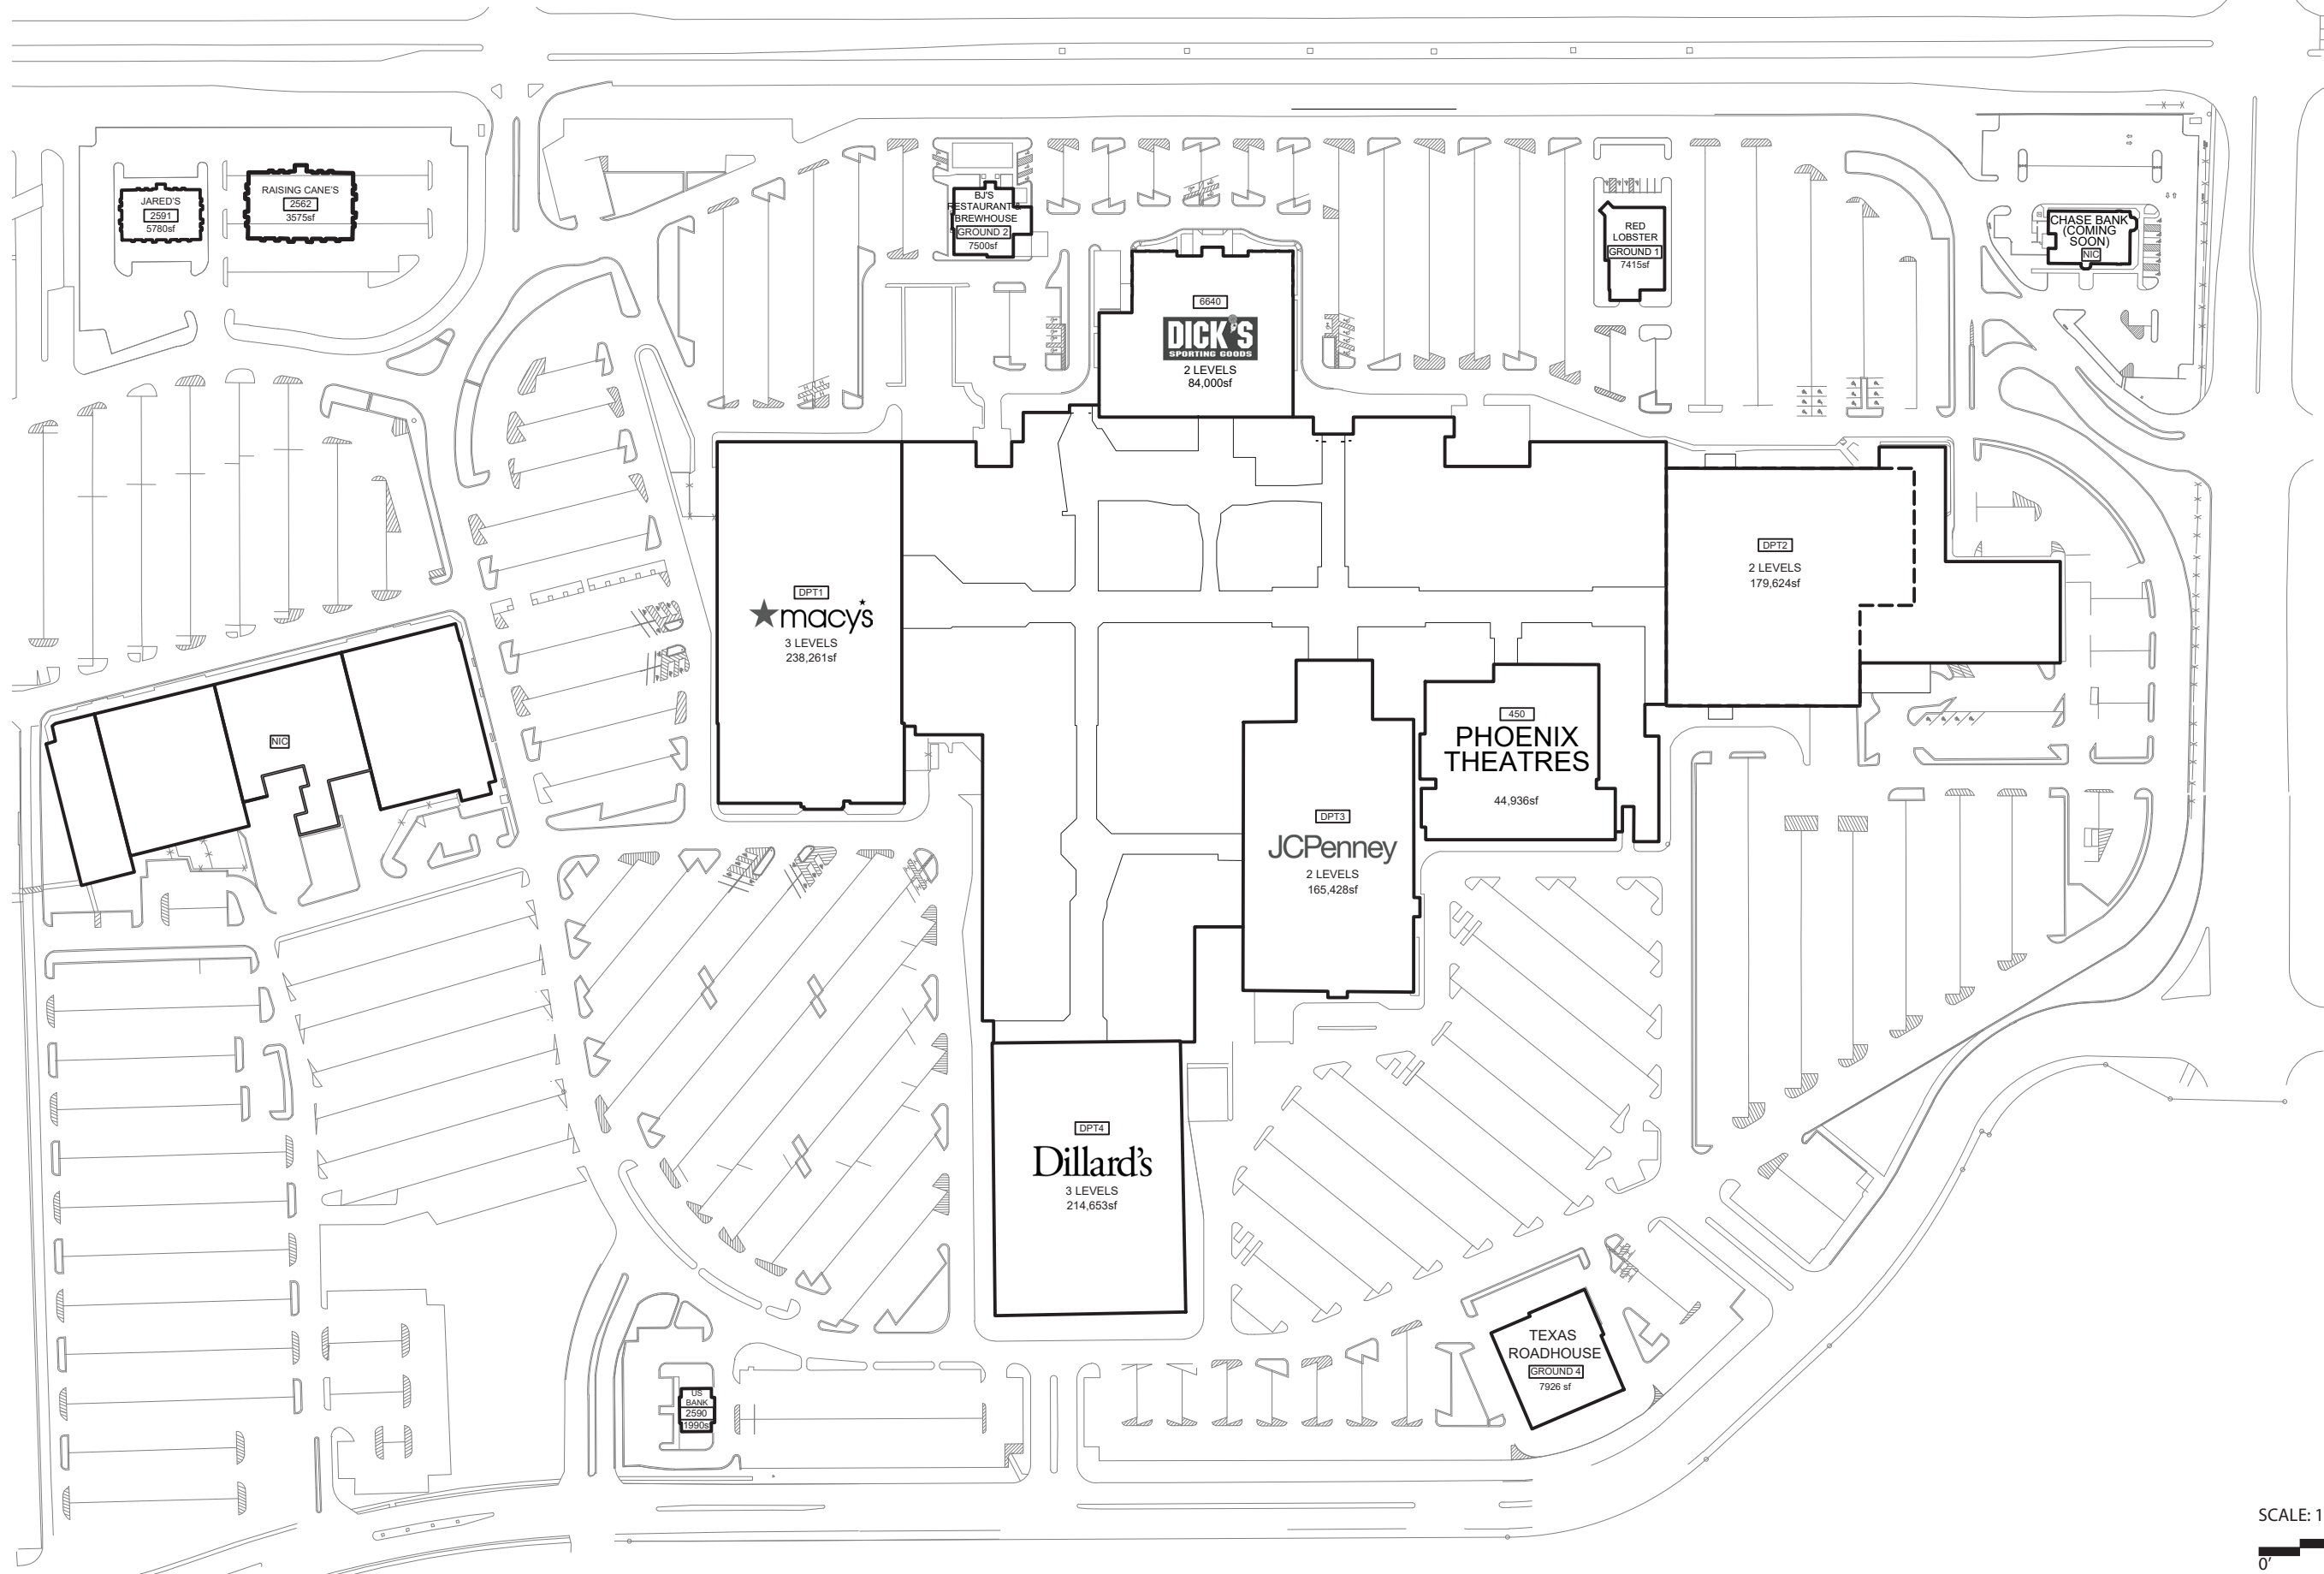 JARED'S
2591
5780sf
RAISING CANE'S
2562
3575sf
BJ'S
RESTAURANT &
BREWHOUSE
GROUND 2
7500sf
RED
LOBSTER
GROUND 1
7415sf
CHASE BANK
(COMING
SOON)
NIC
6640
DICK'S
SPORTING GOODS
2 LEVELS
84,000sf
DPT1
macy's
3 LEVELS
238,261sf
DPT2
2 LEVELS
179,624sf
NIC
450
PHOENIX
THEATRES
44,936sf
DPT3
JCPenney
2 LEVELS
165,428sf
DPT4
Dillard's
3 LEVELS
214,653sf
TEXAS
ROADHOUSE
GROUND 4
7926 sf
US
BANK
2590
1990sf
SCALE: 1
0'